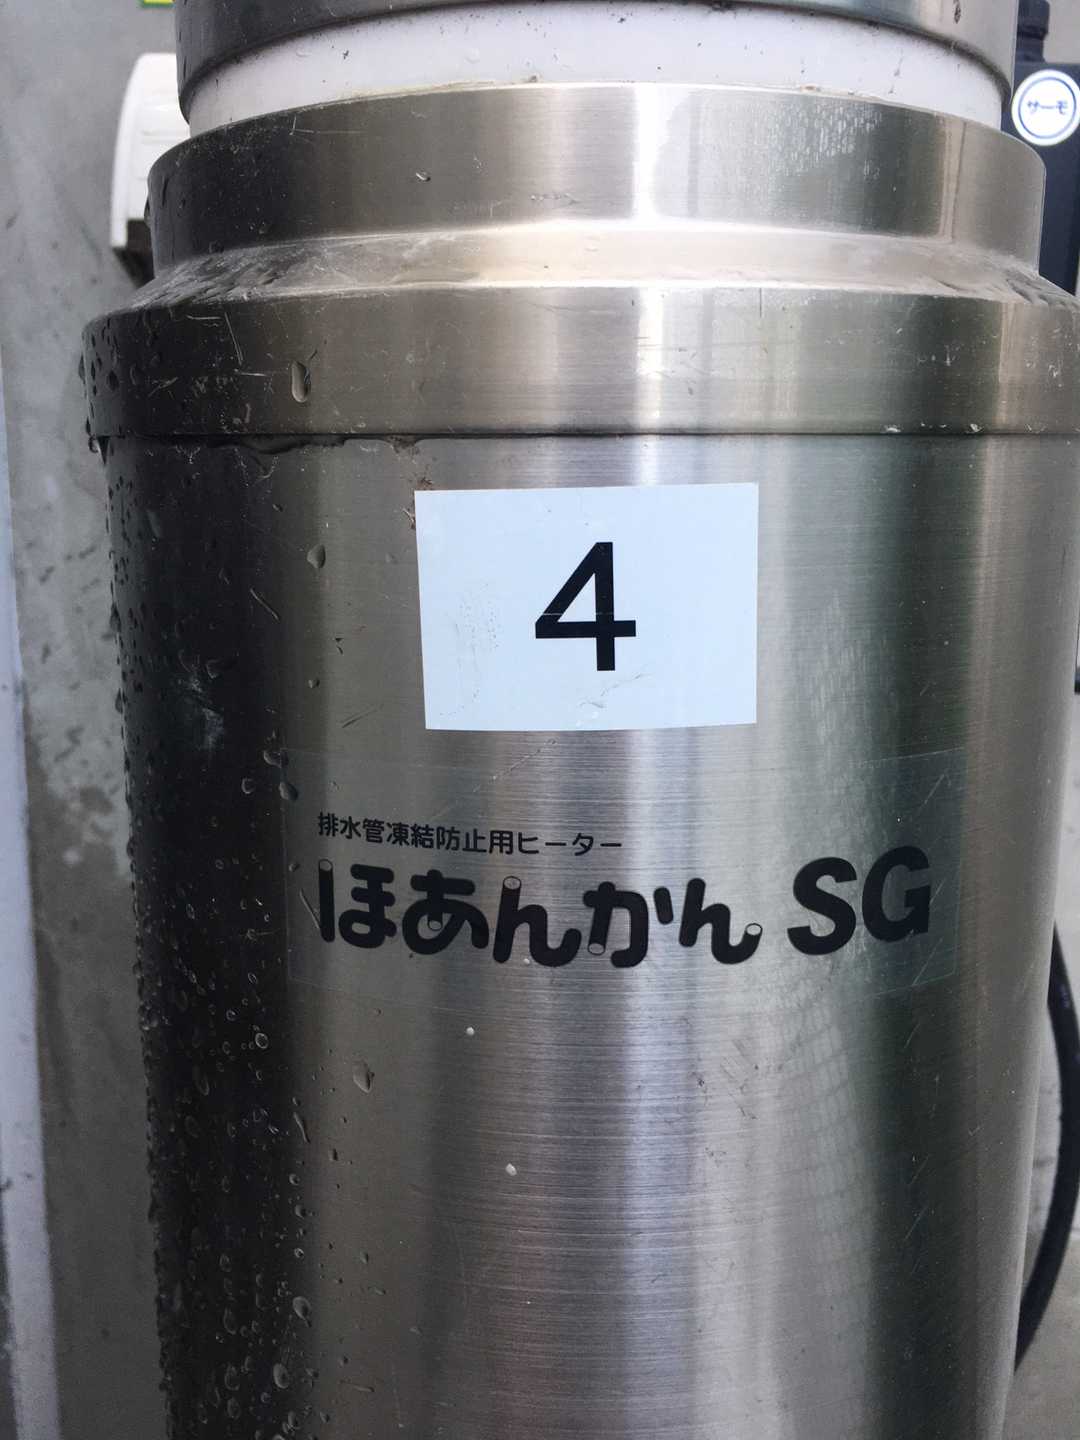 サーモ
4
排水管凍結防止用ヒーター
ほあんかん SG